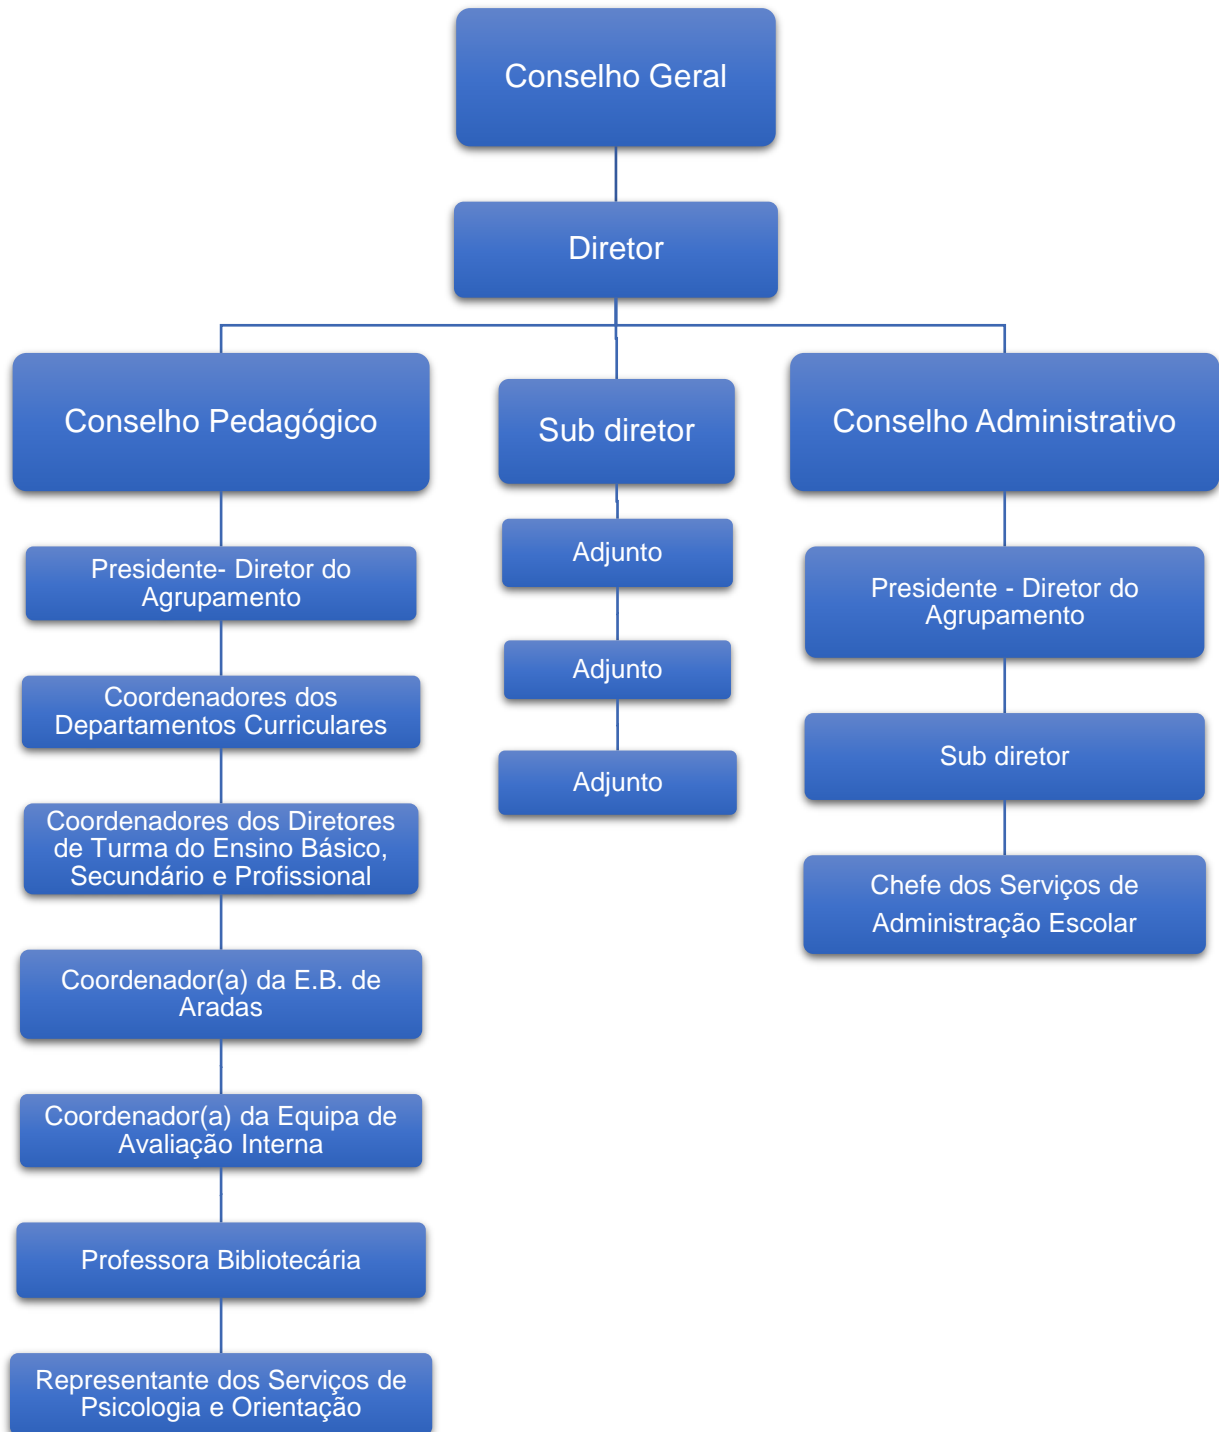 Conselho Geral
Diretor
Conselho Pedagógico
Sub diretor
Conselho Administrativo
Presidente- Diretor do
Agrupamento
Coordenadores dos
Departamentos Curriculares
Coordenadores dos Diretores
de Turma do Ensino Básico,
Secundário e Profissional
Coordenador(a) da E.B. de
Aradas
Coordenador(a) da Equipa de
Avaliação Interna
Professora Bibliotecária
Representante dos Serviços de
Psicologia e Orientação
Adjunto
Adjunto
Adjunto
Presidente - Diretor do
Agrupamento
Sub diretor
Chefe dos Serviços de
Administração Escolar